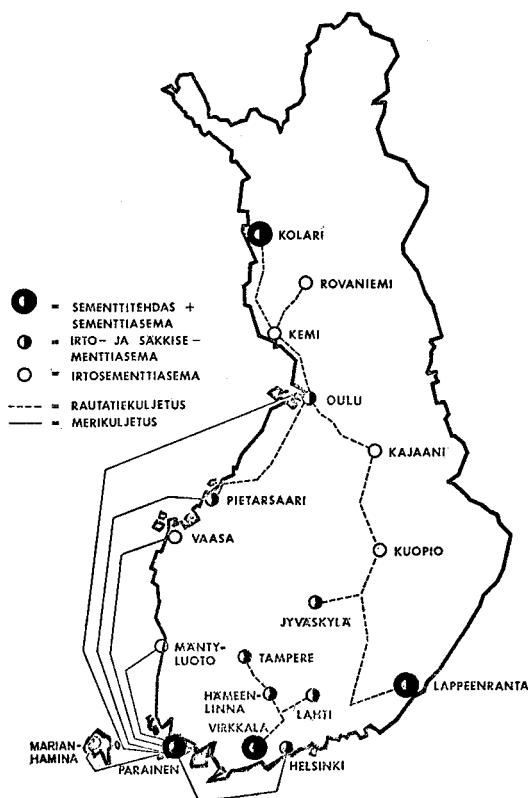 KOLARI
ROVANIEMI
KEMI
= SEMENTTITEHDAS +
SEMENTTIASEMA
= IRTO- JA SÄKKISE-
MENTTIASEMA
= IRTOSEMENTTIASEMA
= RAUTATIEKULJETUS
= MERIKULJETUS
OULU
KAJAANI
PIETARSAARI
VAASA
KUOPIO
JYVÄSKYLÄ
MÄNTY-
LUOTO
TAMPERE
HÄMEEN-
LINNA
LAHTI
LAPPEENRANTA
VIRKKALA
MARIAN-
HAMINA
PARAINEN
HELSINKI